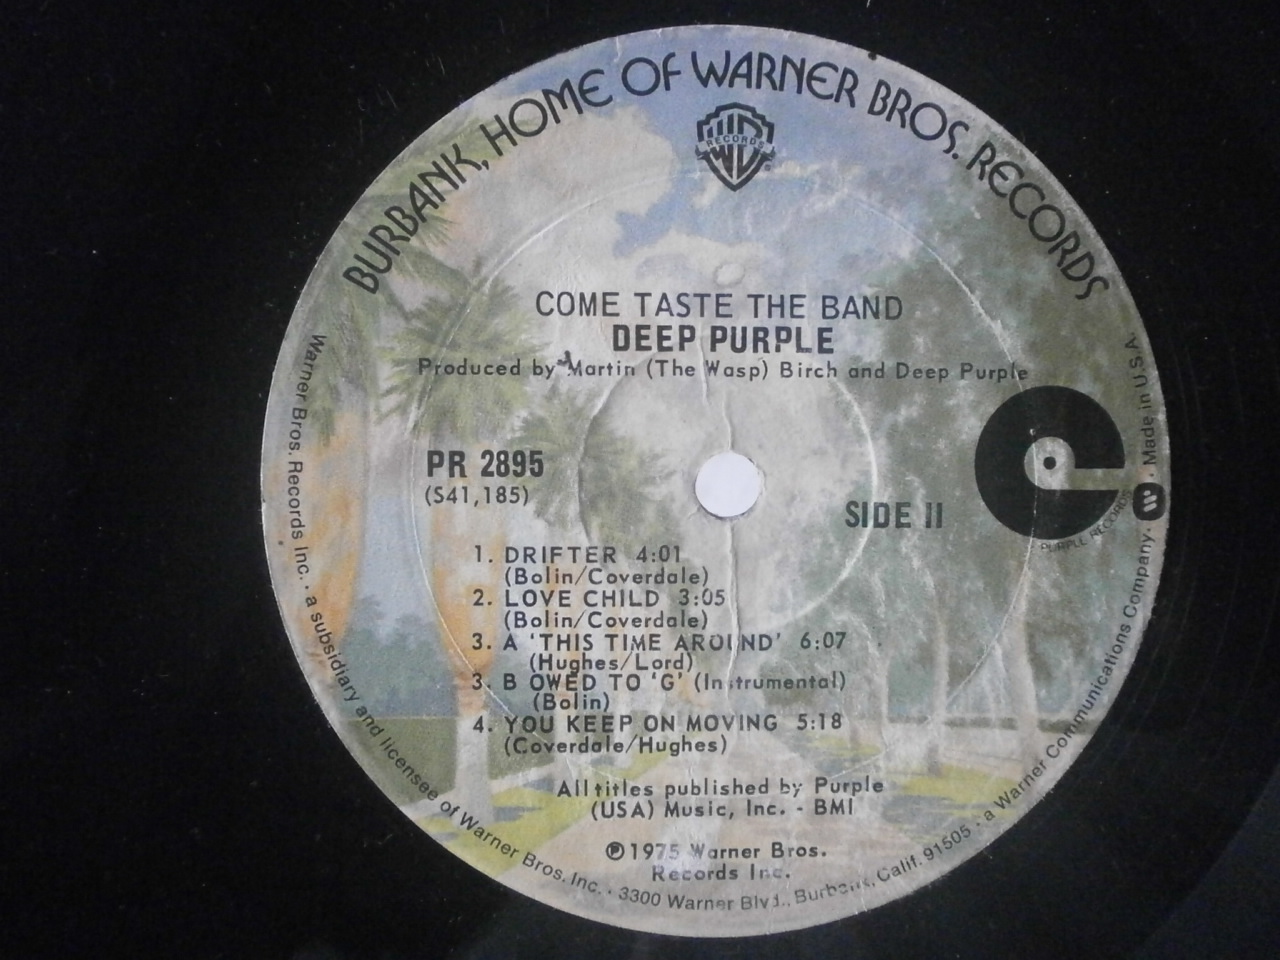 BURBANK, HOME OF WARNER BROS. RECORDS
RECORDS
COME TASTE THE BAND
DEEP PURPLE
Produced by Martin (The Wasp) Birch and Deep Purple
PR 2895
(S41,185)
SIDE II
PURPLE RECORDS
1. DRIFTER 4:01
(Bolin/Coverdale)
2. LOVE CHILD 3:05
(Bolin/Coverdale)
3. A 'THIS TIME AROUND' 6:07
(Hughes/Lord)
3. B OWED TO 'G' (Instrumental)
(Bolin)
4. YOU KEEP ON MOVING 5:18
(Coverdale/Hughes)
All titles published by Purple
(USA) Music, Inc. - BMI
℗1975 Warner Bros.
Records Inc.
Warner Bros. Records Inc. · a subsidiary and licensee of Warner Bros. Inc. · 3300 Warner Blvd., Burbank, Calif. 91505 · a Warner Communications Company. · Made in U.S.A.